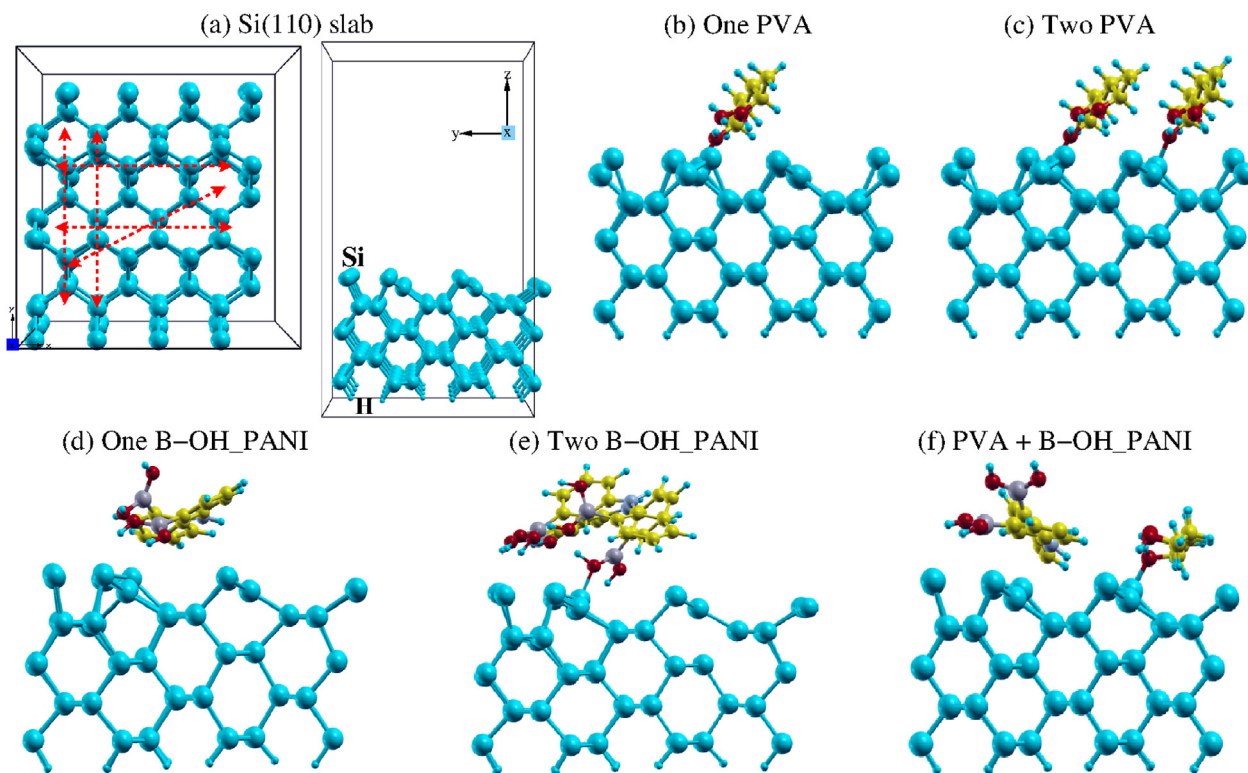 (a) Si(110) slab
(b) One PVA
(c) Two PVA
z
y
x
Si
H
Y
x
(d) One B−OH_PANI
(e) Two B−OH_PANI
(f) PVA + B−OH_PANI